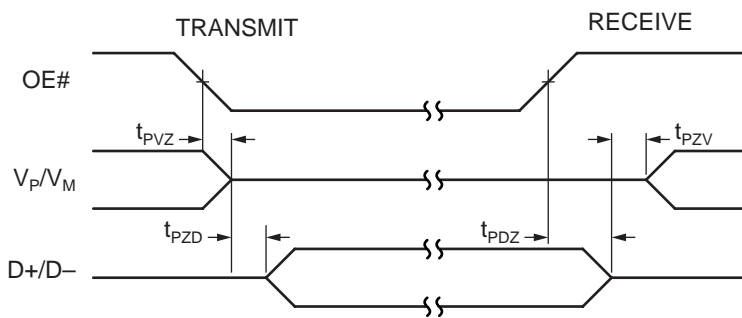 TRANSMIT RECEIVE
OE#
tPVZ tPZV
VP/VM
tPZD tPDZ
D+/D–